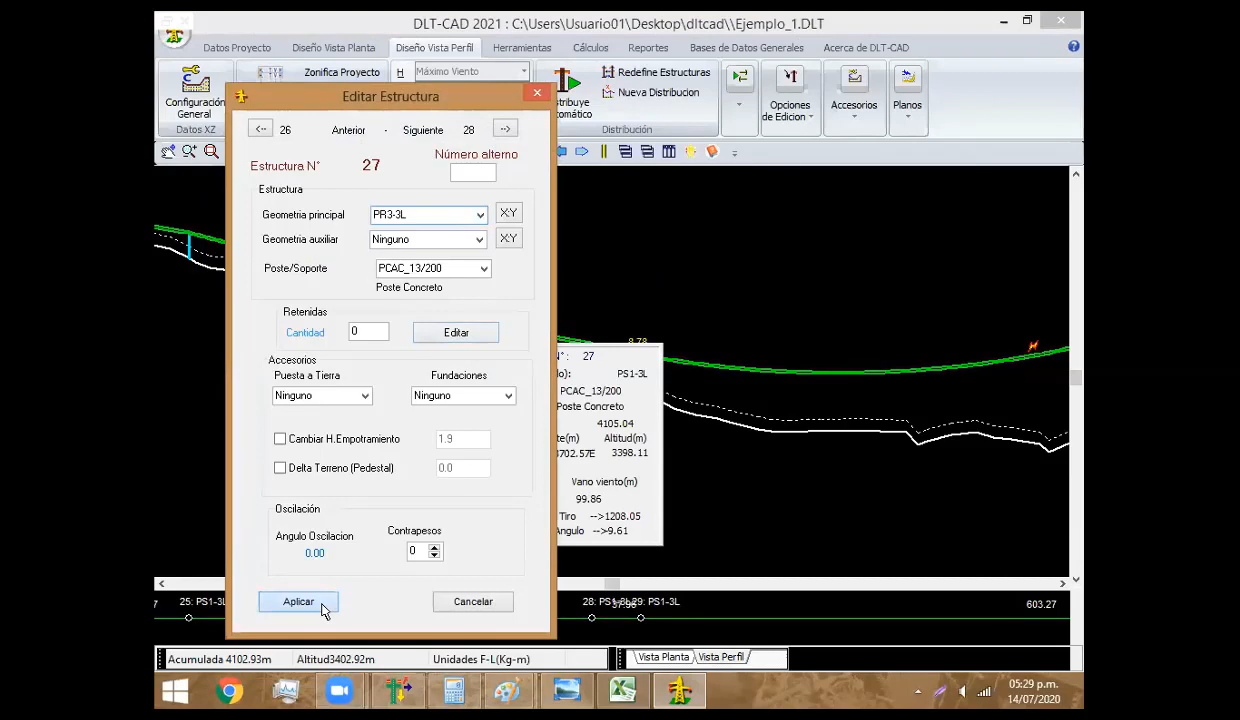 DLT-CAD 2021 : C:\Users\Usuario01\Desktop\dltcad\\Ejemplo_1.DLT
Datos Proyecto Diseño Vista Planta Diseño Vista Perfil Herramientas Cálculos Reportes Bases de Datos Generales Acerca de DLT-CAD
Zonifica Proyecto H Máximo Viento Redefine Estructuras
Nueva Distribucion
Configuración General
Opciones de Edicion
Accesorios
Planos
Datos XZ
Distribución
Editar Estructura
<-- 26 Anterior - Siguiente 28 -->
Estructura N° 27
Número alterno
Estructura
Geometria principal PR3-3L X.Y
Geometria auxiliar Ninguno X.Y
Poste/Soporte PCAC_13/200
Poste Concreto
Retenidas
Cantidad 0 Editar
Accesorios
Puesta a Tierra Fundaciones
Ninguno Ninguno
Cambiar H.Empotramiento 1.9
Delta Terreno (Pedestal) 0.0
Oscilación
Angulo Oscilacion
0.00
Contrapesos
0
Aplicar Cancelar
8.78
27
PS1-3L
PCAC_13/200
Poste Concreto
4105.04
Altitud(m)
3398.11
Vano viento(m)
99.86
Tiro -->1208.05
Angulo -->9.61
603.27
Acumulada 4102.93m Altitud3402.92m Unidades F-L(Kg-m) Vista Planta Vista Perfil
05:29 p.m.
14/07/2020